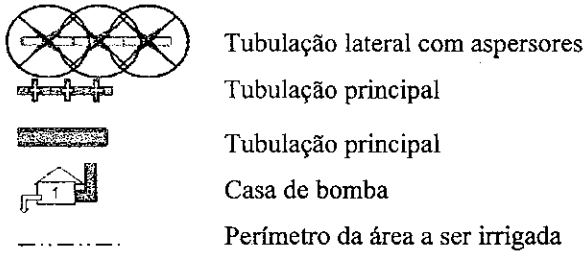 Tubulação lateral com aspersores
Tubulação principal
Tubulação principal
1
Casa de bomba
Perímetro da área a ser irrigada